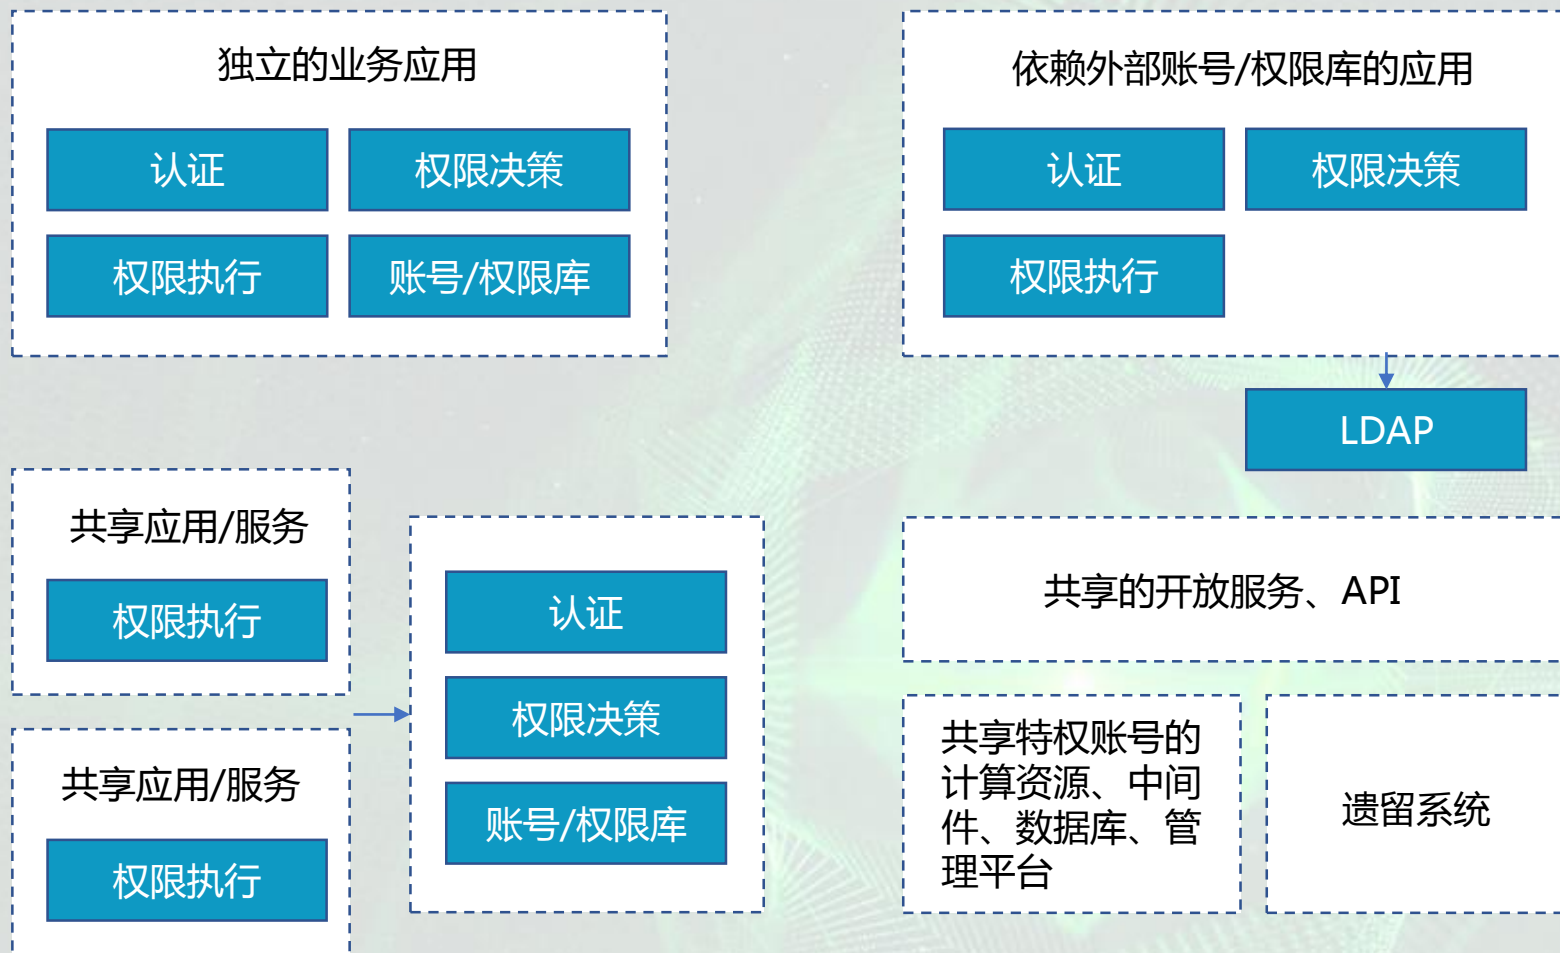 独立的业务应用
认证
权限决策
权限执行
账号/权限库
依赖外部账号/权限库的应用
认证
权限决策
权限执行
LDAP
共享应用/服务
权限执行
共享应用/服务
权限执行
认证
权限决策
账号/权限库
共享的开放服务、API
共享特权账号的
计算资源、中间
件、数据库、管
理平台
遗留系统